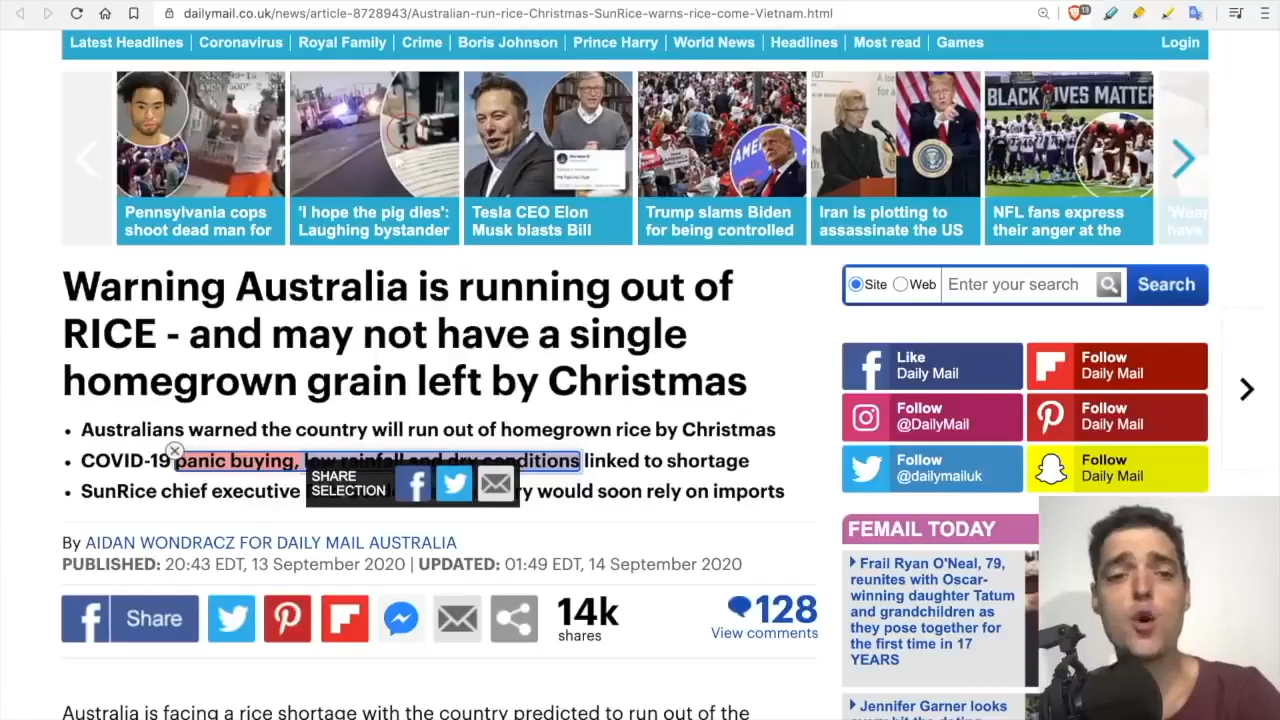 dailymail.co.uk/news/article-8728943/Australian-run-rice-Christmas-SunRice-warns-rice-come-Vietnam.html
13
Latest Headlines Coronavirus Royal Family Crime Boris Johnson Prince Harry World News Headlines Most read Games Login
BLACK LIVES MATTER
Pennsylvania cops
shoot dead man for
'I hope the pig dies':
Laughing bystander
Tesla CEO Elon
Musk blasts Bill
Trump slams Biden
for being controlled
Iran is plotting to
assassinate the US
NFL fans express
their anger at the
Warning Australia is running out of
RICE - and may not have a single
homegrown grain left by Christmas
• Australians warned the country will run out of homegrown rice by Christmas
• COVID-19 panic buying, low rainfall and dry conditions linked to shortage
• SunRice chief executive
would soon rely on imports
SHARE
SELECTION
By AIDAN WONDRACZ FOR DAILY MAIL AUSTRALIA
PUBLISHED: 20:43 EDT, 13 September 2020 | UPDATED: 01:49 EDT, 14 September 2020
Share
14k
shares
128
View comments
Australia is facing a rice shortage with the country predicted to run out of the
Site Web Enter your search Search
Like
Daily Mail
Follow
Daily Mail
Follow
@DailyMail
Follow
Daily Mail
Follow
@dailymailuk
Follow
Daily Mail
FEMAIL TODAY
Frail Ryan O'Neal, 79,
reunites with Oscar-
winning daughter Tatum
and grandchildren as
they pose together for
the first time in 17
YEARS
Jennifer Garner looks